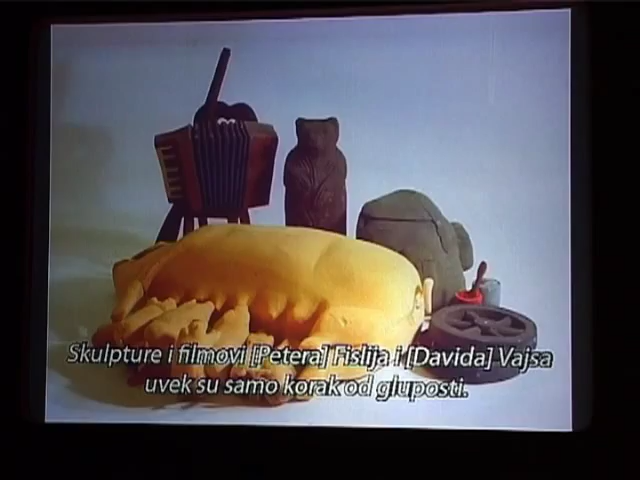 Skulpture i filmovi [Petera] Fislija i [Davida] Vajsa
uvek su samo korak od gluposti.